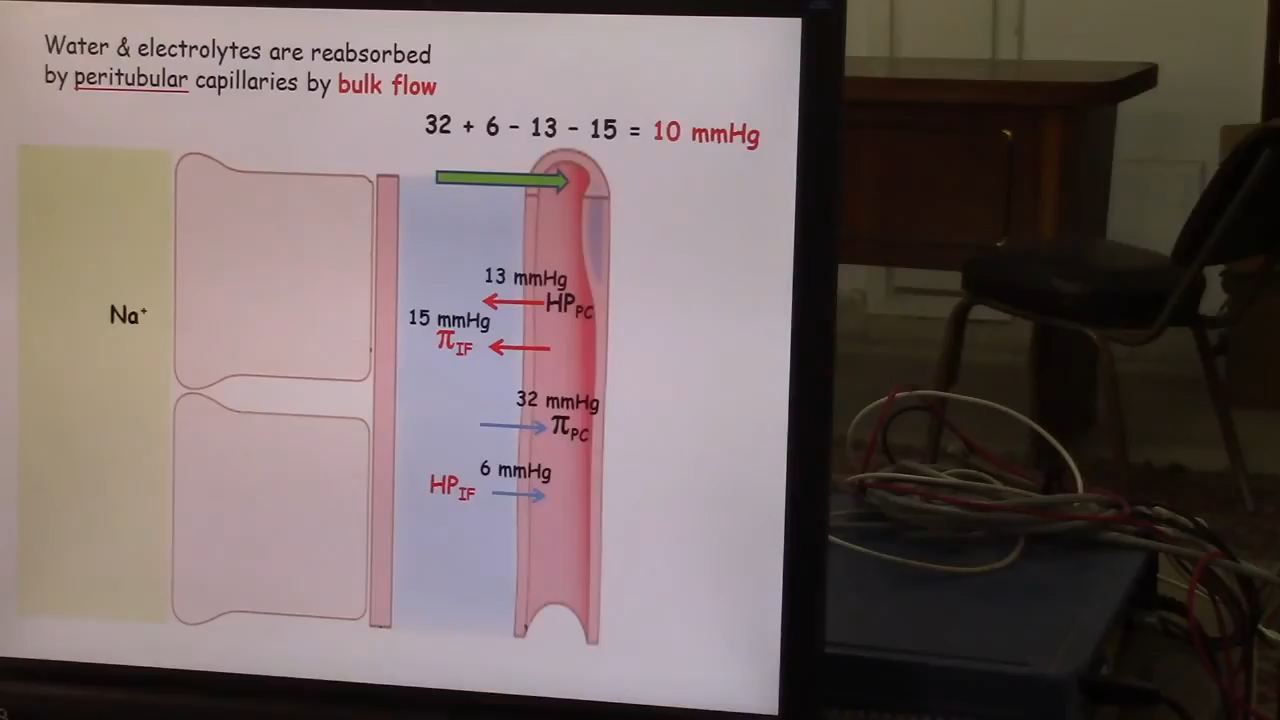 Water & electrolytes are reabsorbed
by peritubular capillaries by bulk flow
32 + 6 - 13 - 15 = 10 mmHg
13 mmHg
HPPC
15 mmHg
πIF
Na⁺
32 mmHg
πPC
6 mmHg
HPIF